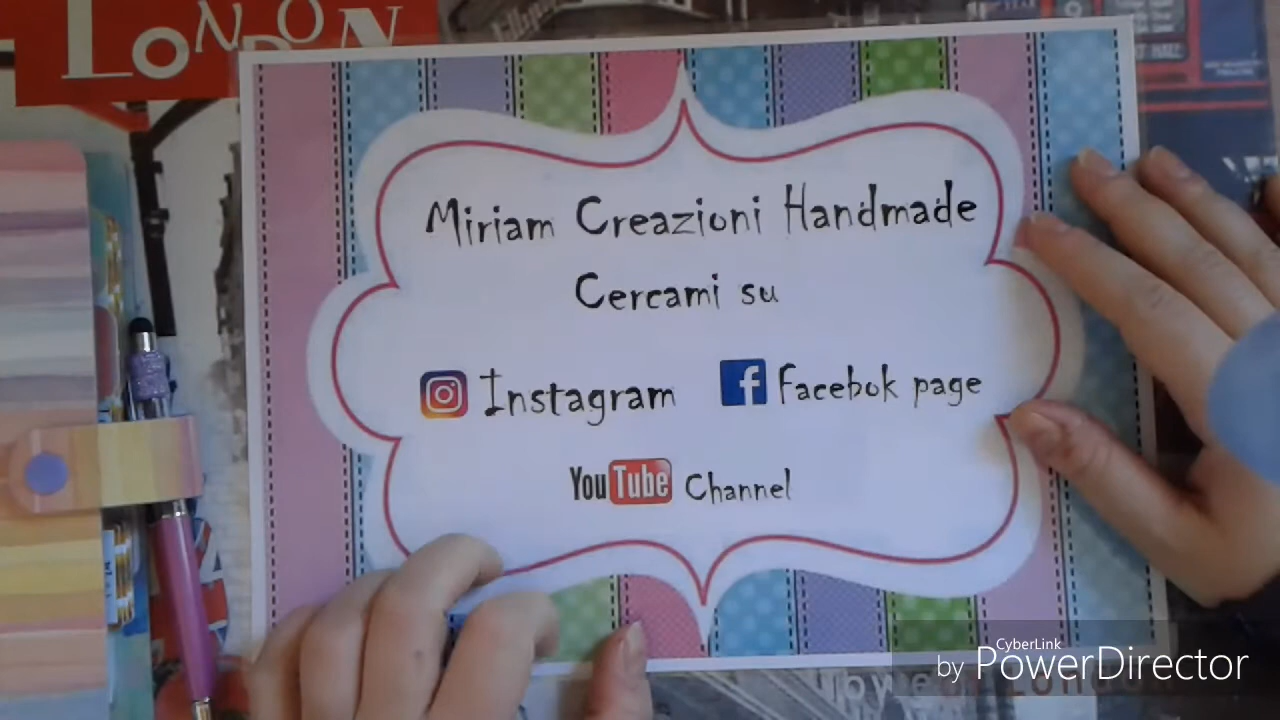 LONDON
Miriam Creazioni Handmade
Cercami su
Instagram f Facebok page
YouTube Channel
CyberLink
by PowerDirector